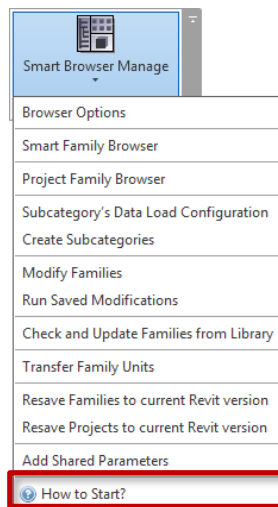 Smart Browser Manage
Browser Options
Smart Family Browser
Project Family Browser
Subcategory's Data Load Configuration
Create Subcategories
Modify Families
Run Saved Modifications
Check and Update Families from Library
Transfer Family Units
Resave Families to current Revit version
Resave Projects to current Revit version
Add Shared Parameters
How to Start?